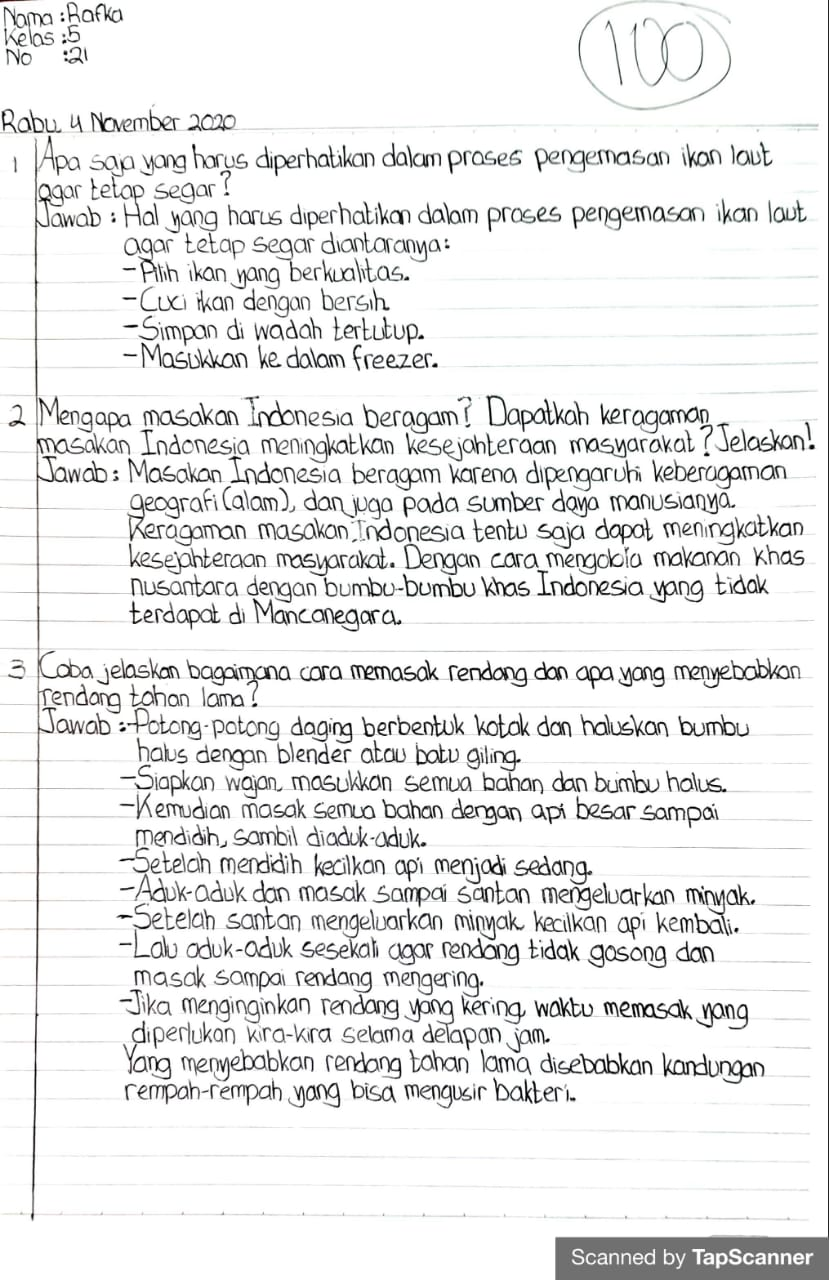 Nama : Rafka
Kelas : 5
No : 21
100
Rabu, 4 November 2020
1 Apa saja yang harus diperhatikan dalam proses pengemasan ikan laut
agar tetap segar?
Jawab : Hal yang harus diperhatikan dalam proses pengemasan ikan laut
agar tetap segar diantaranya:
- Pilih ikan yang berkualitas.
- Cuci ikan dengan bersih
- Simpan di wadah tertutup.
- Masukkan ke dalam freezer.
2 Mengapa masakan Indonesia beragam? Dapatkah keragaman
masakan Indonesia meningkatkan kesejahteraan masyarakat? Jelaskan!
Jawab : Masakan Indonesia beragam karena dipengaruhi keberagaman
geografi (alam), dan juga pada sumber daya manusianya.
Keragaman masakan Indonesia tentu saja dapat meningkatkan
kesejahteraan masyarakat. Dengan cara mengobla makanan khas
nusantara dengan bumbu-bumbu khas Indonesia yang tidak
terdapat di Mancanegara.
3 Coba jelaskan bagaimana cara memasak rendang dan apa yang menyebabkan
rendang tahan lama?
Jawab : - Potong-potong daging berbentuk kotak dan haluskan bumbu
halus dengan blender atau batu giling.
- Siapkan wajan, masukkan semua bahan dan bumbu halus.
- Kemudian masak semua bahan dengan api besar sampai
mendidih, sambil diaduk-aduk.
- Setelah mendidih kecilkan api menjadi sedang.
- Aduk-aduk dan masak sampai santan mengeluarkan minyak.
- Setelah santan mengeluarkan minyak, kecilkan api kembali.
- Lalu aduk-aduk sesekali agar rendang tidak gosong dan
masak sampai rendang mengering.
- Jika menginginkan rendang yang kering, waktu memasak yang
diperlukan kira-kira selama delapan jam.
Yang menyebabkan rendang tahan lama disebabkan kandungan
rempah-rempah yang bisa mengusir bakteri.
Scanned by TapScanner